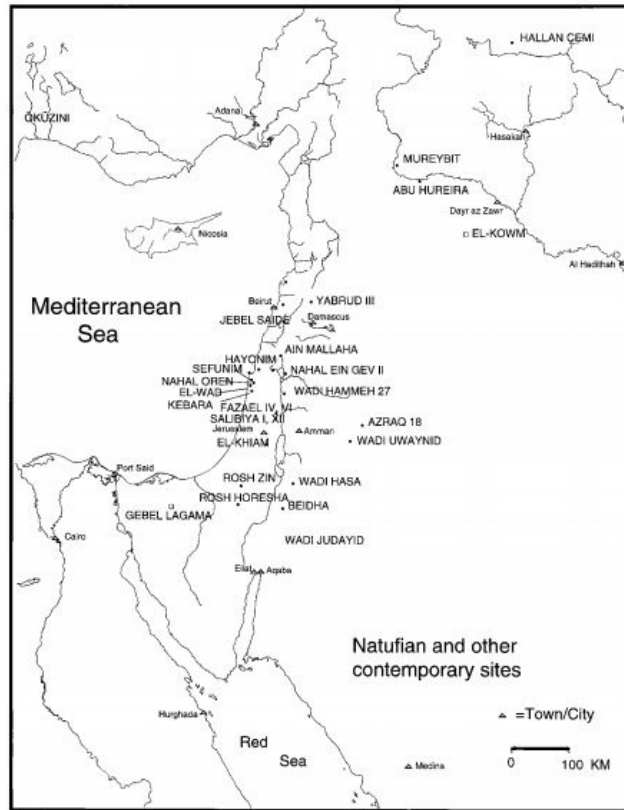 HALLAN ÇEMI
ÖKÜZINI
Adana
Hasakah
MUREYBIT
ABU HUREIRA
Dayr az Zawr
Nicosia
EL-KOWM
Al Hadithah
Mediterranean
Sea
Beirut
YABRUD III
JEBEL SAIDE
Damascus
AIN MALLAHA
HAYONIM
SEFUNIM
NAHAL EIN GEV II
NAHAL OREN
EL-WAD
WADI HAMMEH 27
KEBARA
FAZAEL IV, VI
SALIBIYA I, XII
AZRAQ 18
Jerusalem
Amman
EL-KHIAM
WADI UWAYNID
Port Said
ROSH ZIN
WADI HASA
ROSH HORESHA
GEBEL LAGAMA
BEIDHA
Cairo
WADI JUDAYID
Eilat
Aqaba
Natufian and other
contemporary sites
Hurghada
=Town/City
Red
Sea
Medina
0 100 KM